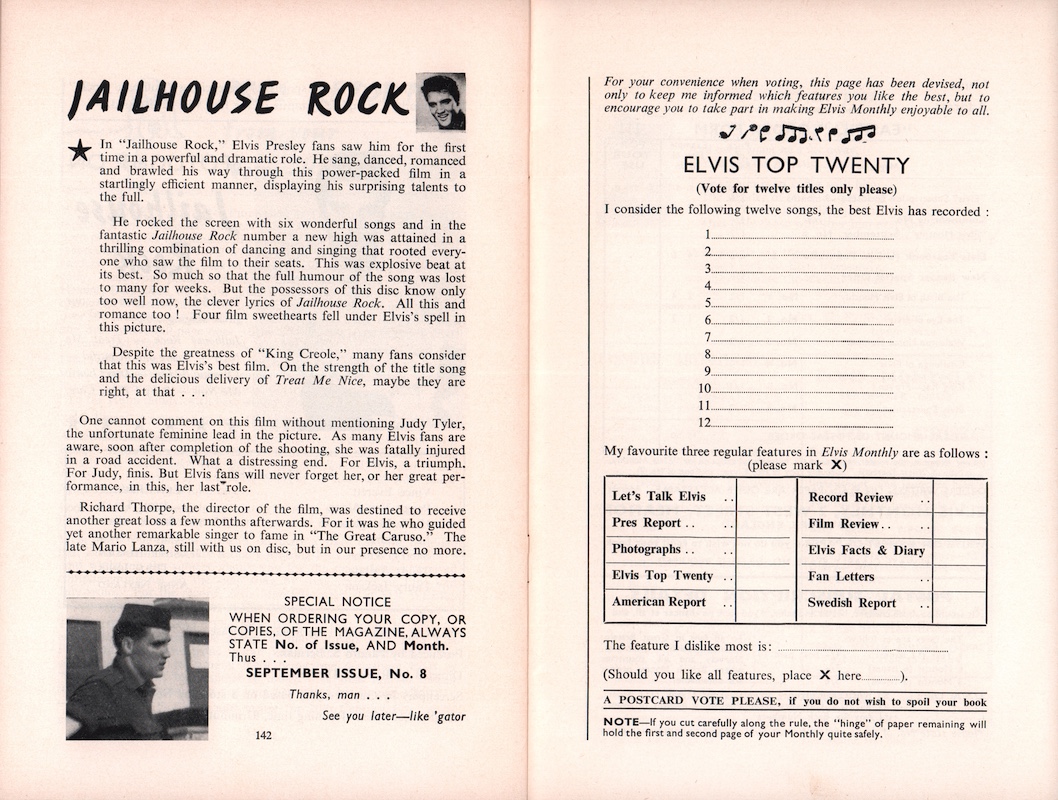 JAILHOUSE ROCK
In “Jailhouse Rock,” Elvis Presley fans saw him for the first
time in a powerful and dramatic role. He sang, danced, romanced
and brawled his way through this power-packed film in a
startlingly efficient manner, displaying his surprising talents to
the full.
He rocked the screen with six wonderful songs and in the
fantastic Jailhouse Rock number a new high was attained in a
thrilling combination of dancing and singing that rooted every-
one who saw the film to their seats. This was explosive beat at
its best. So much so that the full humour of the song was lost
to many for weeks. But the possessors of this disc know only
too well now, the clever lyrics of Jailhouse Rock. All this and
romance too ! Four film sweethearts fell under Elvis’s spell in
this picture.
Despite the greatness of “King Creole,” many fans consider
that this was Elvis’s best film. On the strength of the title song
and the delicious delivery of Treat Me Nice, maybe they are
right, at that . . .
One cannot comment on this film without mentioning Judy Tyler,
the unfortunate feminine lead in the picture. As many Elvis fans are
aware, soon after completion of the shooting, she was fatally injured
in a road accident. What a distressing end. For Elvis, a triumph.
For Judy, finis. But Elvis fans will never forget her, or her great per-
formance, in this, her last role.
Richard Thorpe, the director of the film, was destined to receive
another great loss a few months afterwards. For it was he who guided
yet another remarkable singer to fame in “The Great Caruso.” The
late Mario Lanza, still with us on disc, but in our presence no more.
SPECIAL NOTICE
WHEN ORDERING YOUR COPY, OR
COPIES, OF THE MAGAZINE, ALWAYS
STATE No. of Issue, AND Month.
Thus . . .
SEPTEMBER ISSUE, No. 8
Thanks, man . . .
See you later—like ’gator
142
For your convenience when voting, this page has been devised, not
only to keep me informed which features you like the best, but to
encourage you to take part in making Elvis Monthly enjoyable to all.
ELVIS TOP TWENTY
(Vote for twelve titles only please)
I consider the following twelve songs, the best Elvis has recorded :
1
2
3
4
5
6
7
8
9
10
11
12
My favourite three regular features in Elvis Monthly are as follows :
(please mark X)
Let’s Talk Elvis . . Record Review . .
Pres Report . . . . Film Review . . . .
Photographs . . . . Elvis Facts & Diary
Elvis Top Twenty . . Fan Letters . .
American Report . . Swedish Report . .
The feature I dislike most is :
(Should you like all features, place X here ).
A POSTCARD VOTE PLEASE, if you do not wish to spoil your book
NOTE—If you cut carefully along the rule, the “hinge” of paper remaining will
hold the first and second page of your Monthly quite safely.